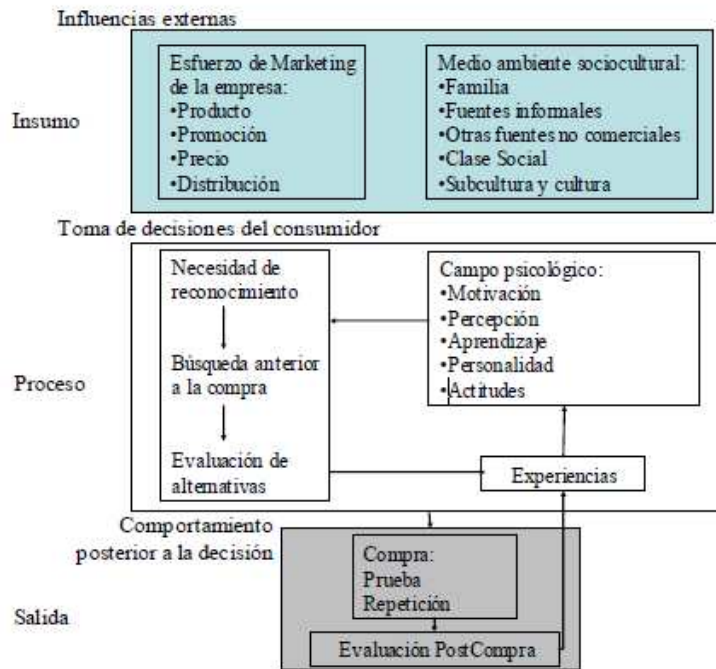 Influencias externas
Insumo
Esfuerzo de Marketing
de la empresa:
•Producto
•Promoción
•Precio
•Distribución
Medio ambiente sociocultural:
•Familia
•Fuentes informales
•Otras fuentes no comerciales
•Clase Social
•Subcultura y cultura
Toma de decisiones del consumidor
Proceso
Necesidad de
reconocimiento
Búsqueda anterior
a la compra
Evaluación de
alternativas
Campo psicológico:
•Motivación
•Percepción
•Aprendizaje
•Personalidad
•Actitudes
Experiencias
Comportamiento
posterior a la decisión
Salida
Compra:
Prueba
Repetición
Evaluación PostCompra